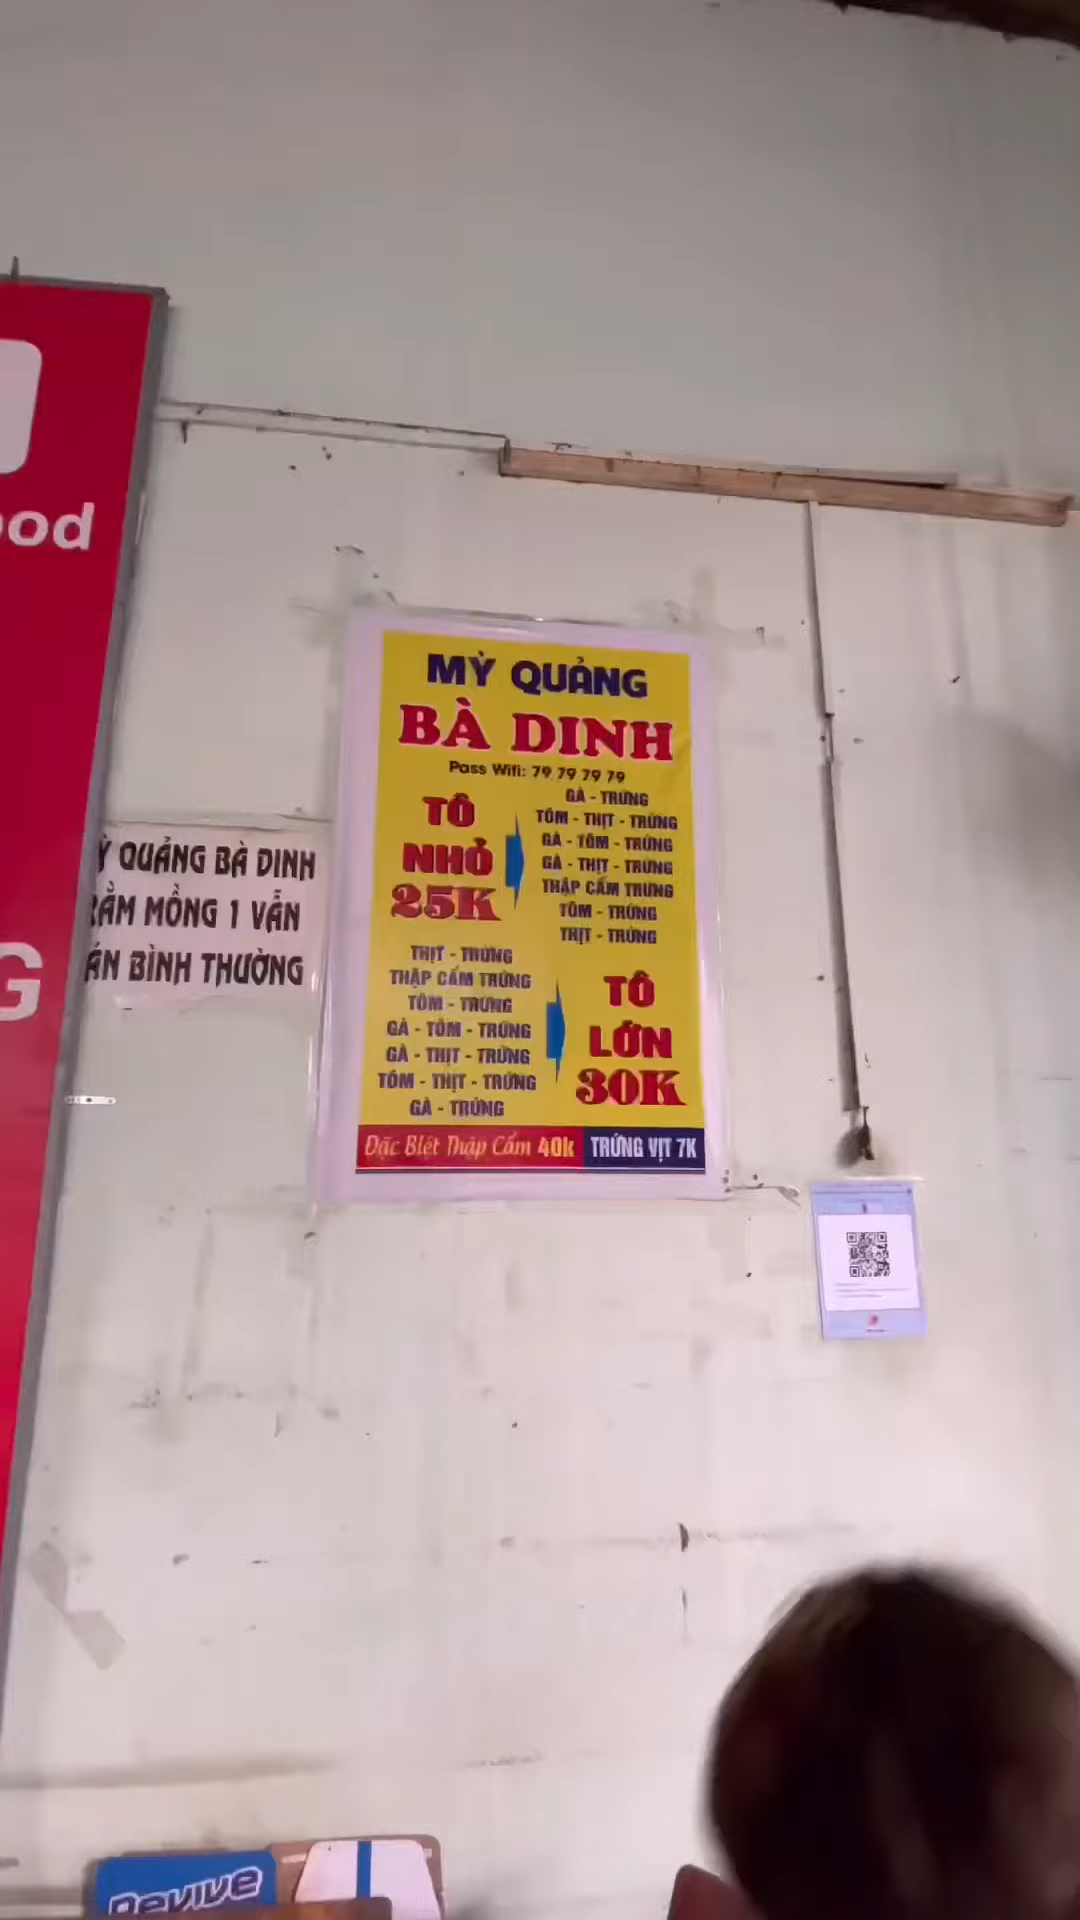 MỲ QUẢNG
BÀ DINH
Pass Wifi: 79 79 79 79
TÔ
NHỎ
25K
GÀ - TRỨNG
TÔM - THỊT - TRỨNG
GÀ - TÔM - TRỨNG
GÀ - THỊT - TRỨNG
THẬP CẨM TRỨNG
TÔM - TRỨNG
THỊT - TRỨNG
THỊT - TRỨNG
THẬP CẨM TRỨNG
TÔM - TRỨNG
GÀ - TÔM - TRỨNG
GÀ - THỊT - TRỨNG
TÔM - THỊT - TRỨNG
GÀ - TRỨNG
TÔ
LỚN
30K
Đặc Biệt Thập Cẩm 40k
TRỨNG VỊT 7K
Ỳ QUẢNG BÀ DINH
RẰM MỒNG 1 VẪN
ÁN BÌNH THƯỜNG
ood
G
Revive